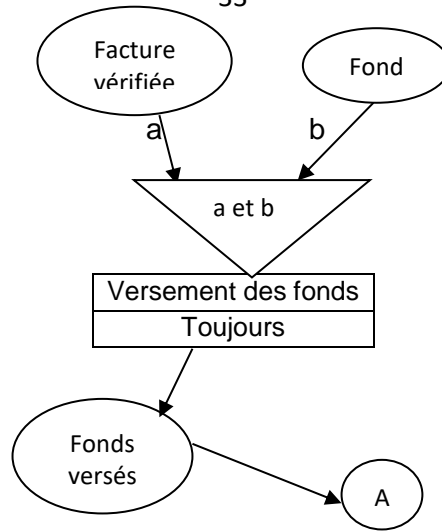 Facture
vérifiée
Fond
a
b
a et b
Versement des fonds
Toujours
Fonds
versés
A